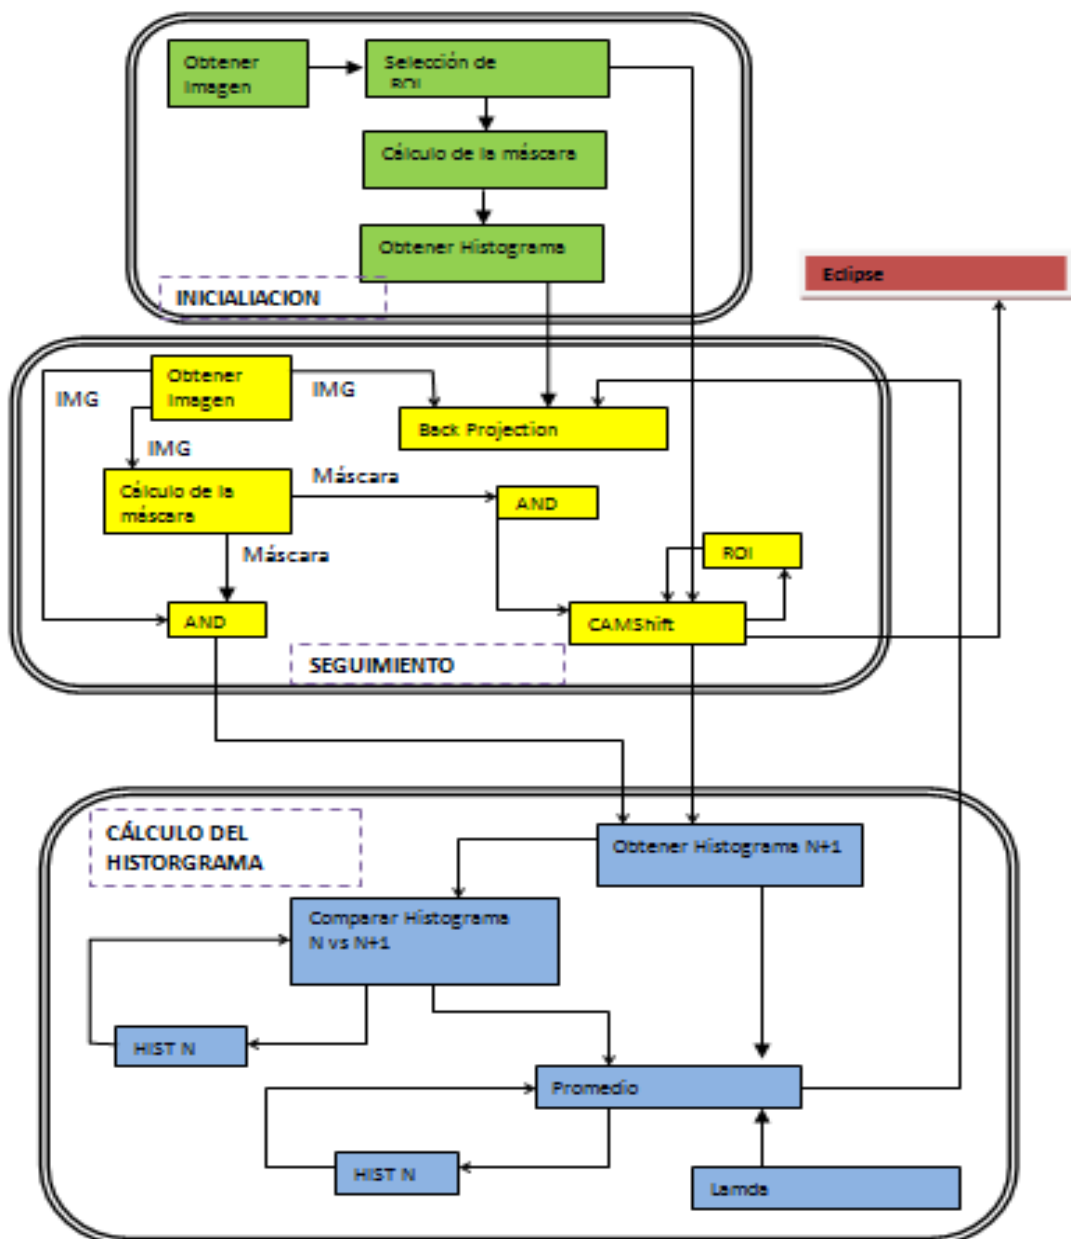 Obtener
Imagen
Selección de
ROI
Cálculo de la máscara
Obtener Histograma
INICIALIACION
Eclipse
Obtener
Imagen
IMG
IMG
IMG
Back Projection
Cálculo de la
máscara
Máscara
AND
Máscara
ROI
AND
CAMShift
SEGUIMIENTO
CÁLCULO DEL
HISTORGRAMA
Obtener Histograma N+1
Comparar Histograma
N vs N+1
HIST N
Promedio
HIST N
Lamda